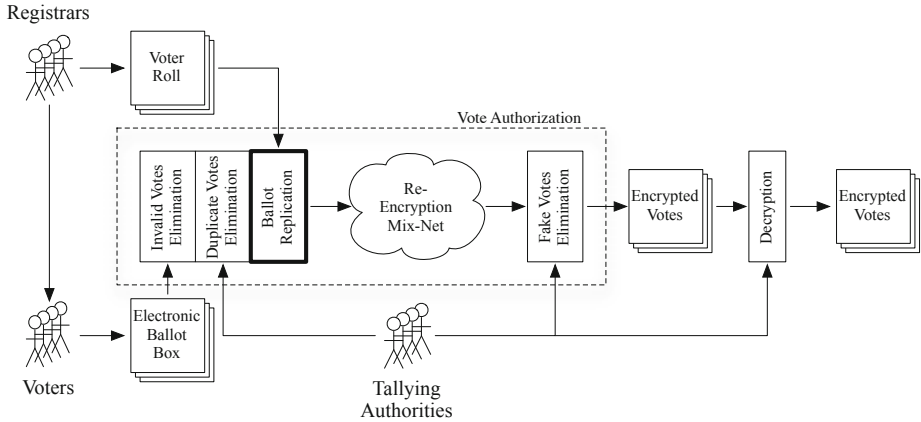 Registrars
Voter
Roll
Vote Authorization
Invalid Votes
Elimination
Duplicate Votes
Elimination
Ballot
Replication
Re-
Encryption
Mix-Net
Fake Votes
Elimination
Encrypted
Votes
Decryption
Encrypted
Votes
Electronic
Ballot
Box
Voters
Tallying
Authorities